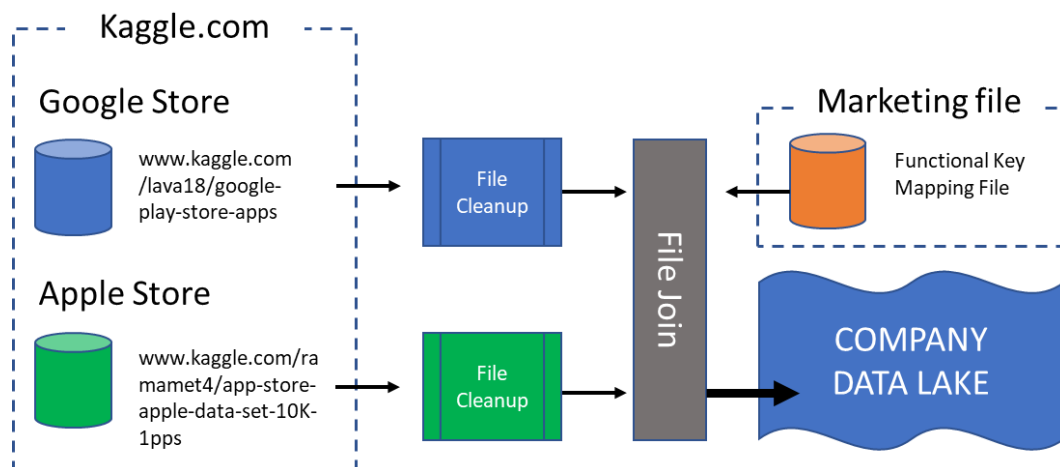 Kaggle.com
Google Store
www.kaggle.com
/lava18/google-
play-store-apps
File
Cleanup
Apple Store
www.kaggle.com/ra
mamet4/app-store-
apple-data-set-10K-
1pps
File
Cleanup
File Join
Marketing file
Functional Key
Mapping File
COMPANY
DATA LAKE